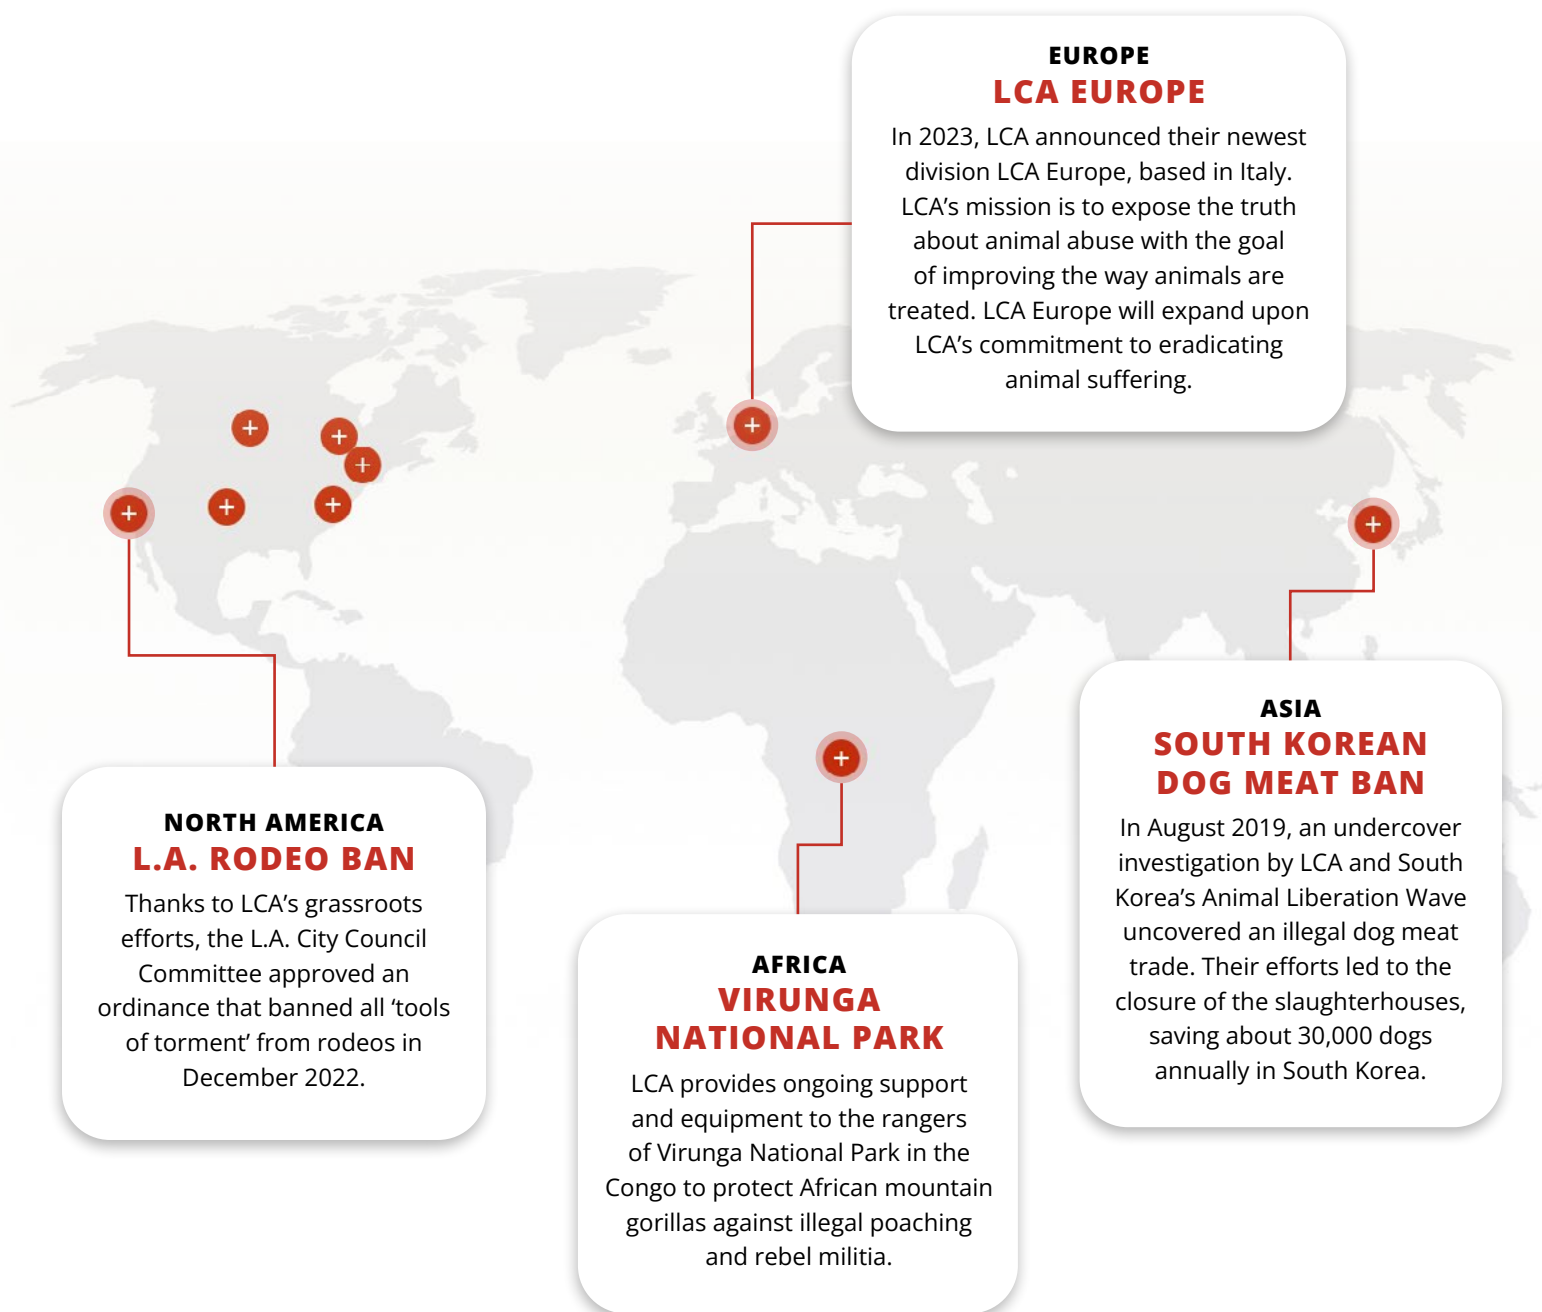 EUROPE
LCA EUROPE
In 2023, LCA announced their newest
division LCA Europe, based in Italy.
LCA’s mission is to expose the truth
about animal abuse with the goal
of improving the way animals are
treated. LCA Europe will expand upon
LCA’s commitment to eradicating
animal suffering.
NORTH AMERICA
L.A. RODEO BAN
Thanks to LCA’s grassroots
efforts, the L.A. City Council
Committee approved an
ordinance that banned all ‘tools
of torment’ from rodeos in
December 2022.
AFRICA
VIRUNGA
NATIONAL PARK
LCA provides ongoing support
and equipment to the rangers
of Virunga National Park in the
Congo to protect African mountain
gorillas against illegal poaching
and rebel militia.
ASIA
SOUTH KOREAN
DOG MEAT BAN
In August 2019, an undercover
investigation by LCA and South
Korea’s Animal Liberation Wave
uncovered an illegal dog meat
trade. Their efforts led to the
closure of the slaughterhouses,
saving about 30,000 dogs
annually in South Korea.